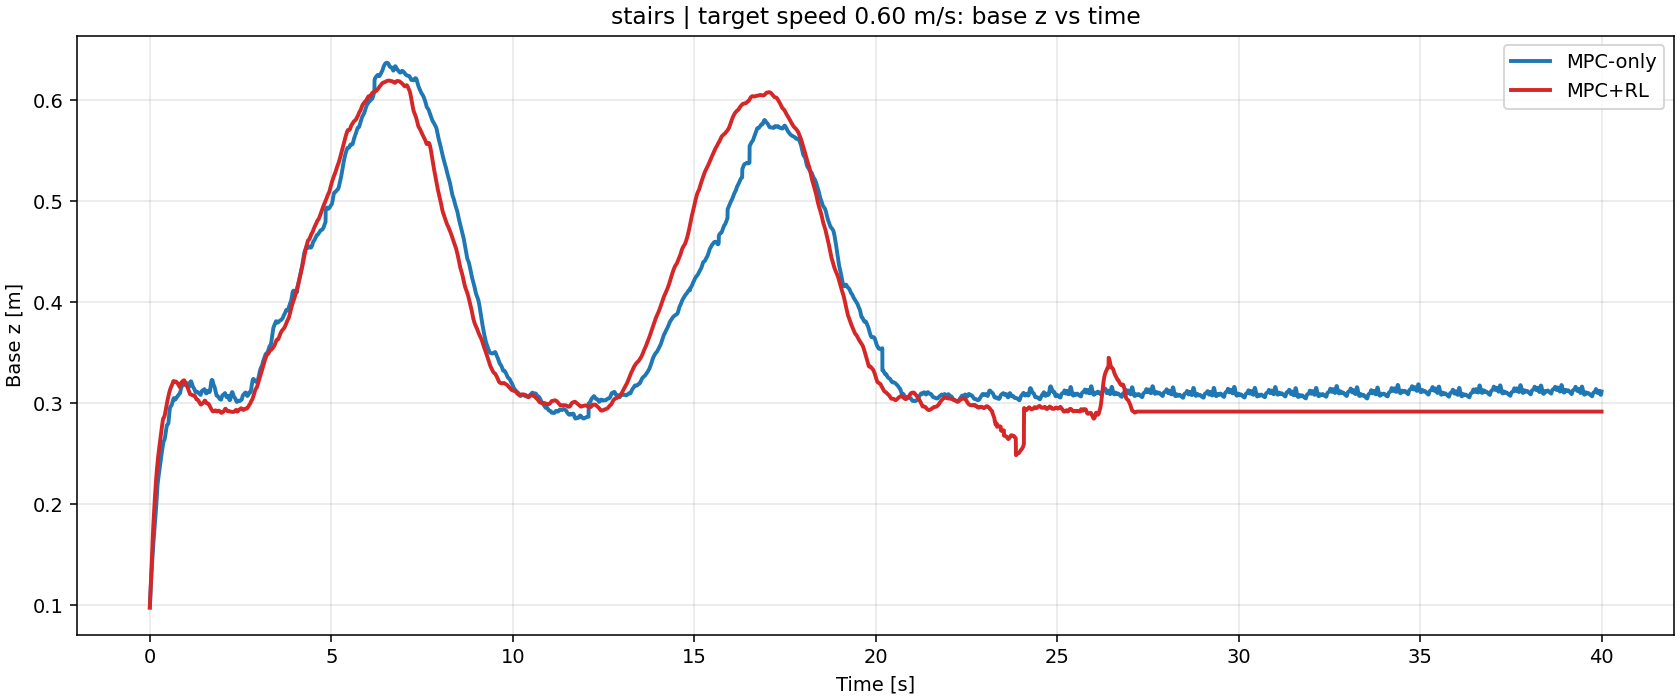 stairs | target speed 0.60 m/s: base z vs time
MPC-only
MPC+RL
Base z [m]
0.6
0.5
0.4
0.3
0.2
0.1
0 5 10 15 20 25 30 35 40
Time [s]